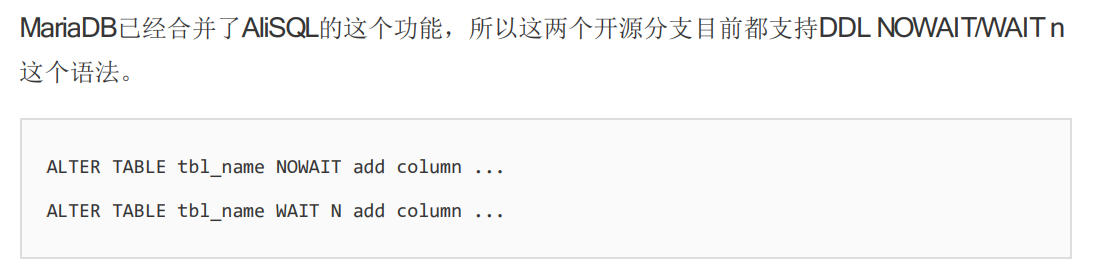 MariaDB已经合并了AliSQL的这个功能，所以这两个开源分支目前都支持DDL NOWAIT/WAIT n
这个语法。
ALTER TABLE tbl_name NOWAIT add column ...
ALTER TABLE tbl_name WAIT N add column ...